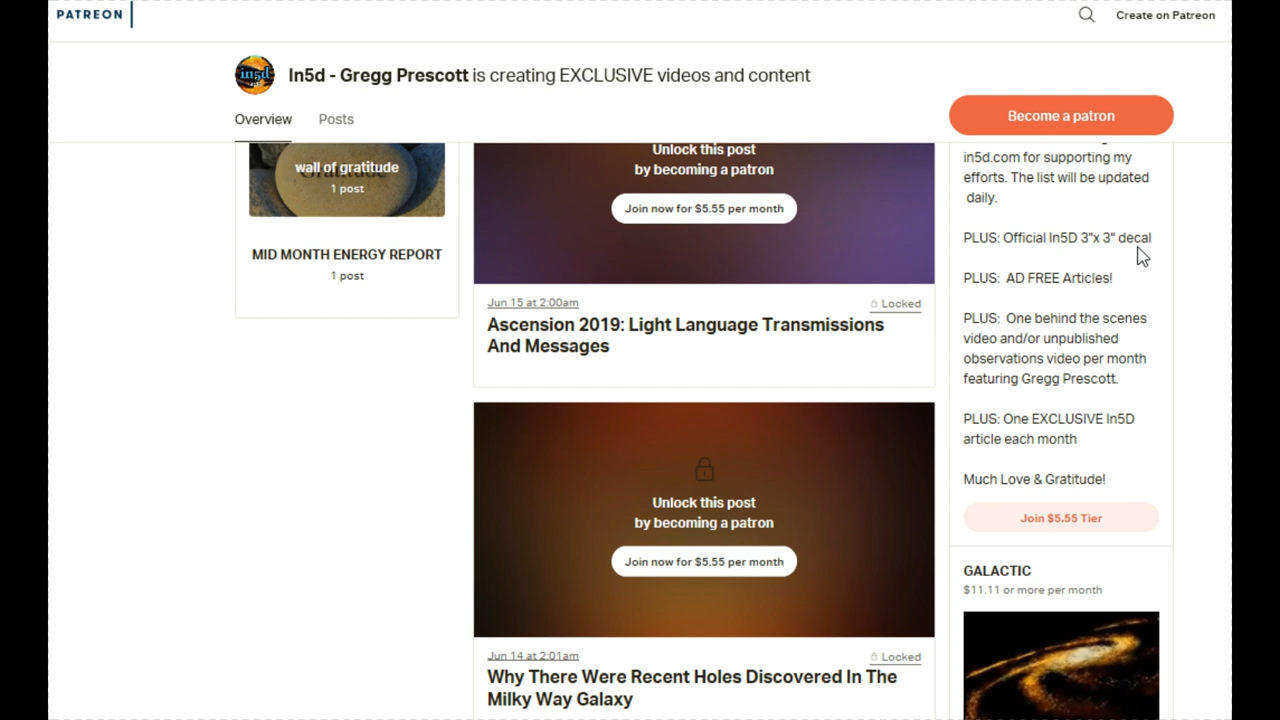 PATREON
Create on Patreon
in5d
In5d - Gregg Prescott is creating EXCLUSIVE videos and content
Overview
Posts
Become a patron
Gratitude
wall of gratitude
1 post
MID MONTH ENERGY REPORT
1 post
Unlock this post
by becoming a patron
Join now for $5.55 per month
Jun 15 at 2:00am
Locked
Ascension 2019: Light Language Transmissions
And Messages
Unlock this post
by becoming a patron
Join now for $5.55 per month
Jun 14 at 2:01am
Locked
Why There Were Recent Holes Discovered In The
Milky Way Galaxy
in5d.com for supporting my
efforts. The list will be updated
daily.
PLUS: Official In5D 3"x 3" decal
PLUS: AD FREE Articles!
PLUS: One behind the scenes
video and/or unpublished
observations video per month
featuring Gregg Prescott.
PLUS: One EXCLUSIVE In5D
article each month
Much Love & Gratitude!
Join $5.55 Tier
GALACTIC
$11.11 or more per month